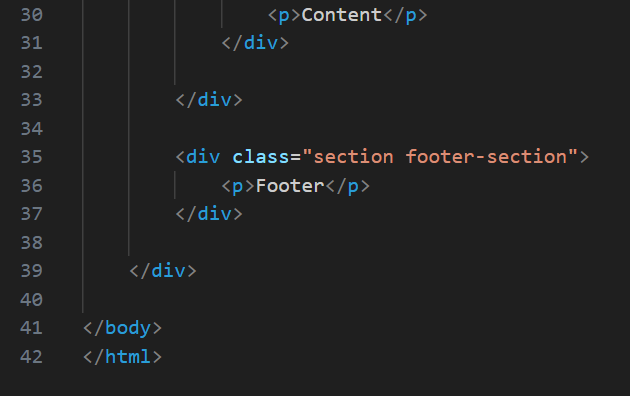 30 <p>Content</p>
31 </div>
32
33 </div>
34
35 <div class="section footer-section">
36 <p>Footer</p>
37 </div>
38
39 </div>
40
41 </body>
42 </html>